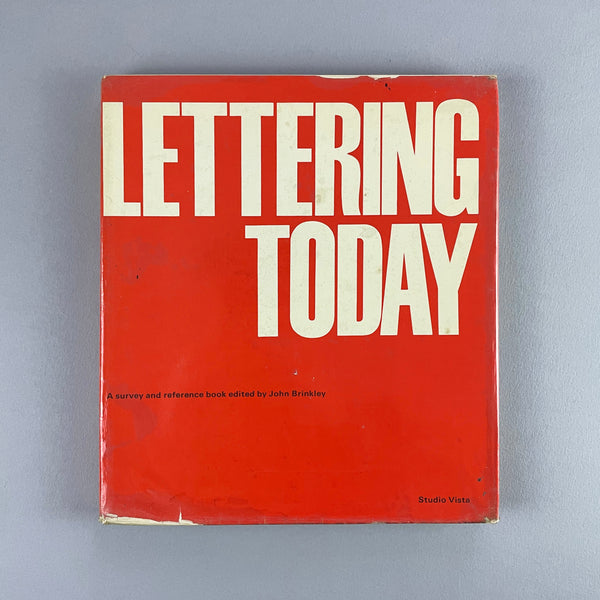 LETTERING
TODAY
A survey and reference book edited by John Brinkley
Studio Vista